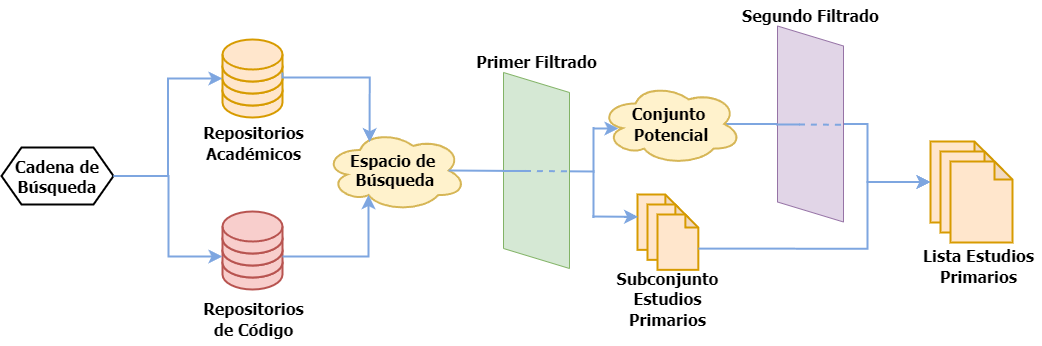 Cadena de
Búsqueda
Repositorios
Académicos
Repositorios
de Código
Espacio de
Búsqueda
Primer Filtrado
Conjunto
Potencial
Subconjunto
Estudios
Primarios
Segundo Filtrado
Lista Estudios
Primarios